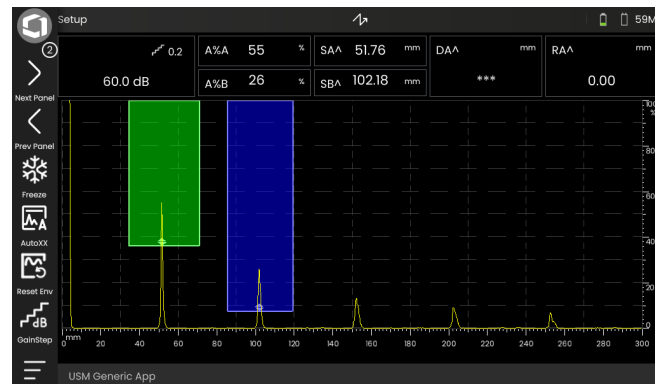 Setup
59M
2
0.2
60.0 dB
A%A 55 %
A%B 26 %
SA^ 51.76 mm
SB^ 102.18 mm
DA^ mm
***
RA^ mm
0.00
Next Panel
Prev Panel
Freeze
AutoXX
Reset Env
dB
GainStep
100
%
80
60
40
20
0
mm
0 20 40 60 80 100 120 140 160 180 200 220 240 260 280 300
USM Generic App